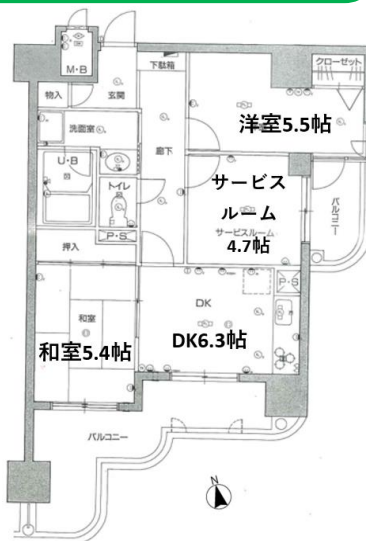 M・B
下駄箱
クローゼット
物入
玄関
洋室5.5帖
洗面室
廊下
U・B
トイレ
サービス
ルーム
サービスルーム
4.7帖
バルコニー
P・S
押入
和室
和室5.4帖
DK
P・S
DK6.3帖
バルコニー
N